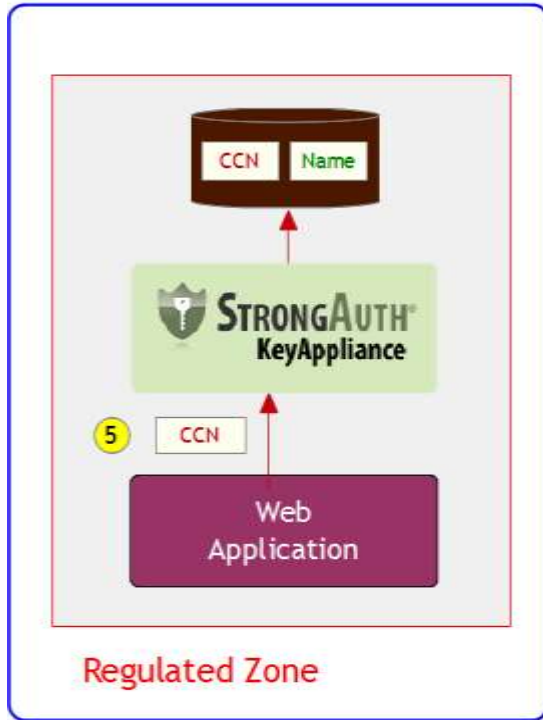 CCN Name
STRONGAUTH®
KEYAPPLIANCE
5 CCN
Web
Application
Regulated Zone